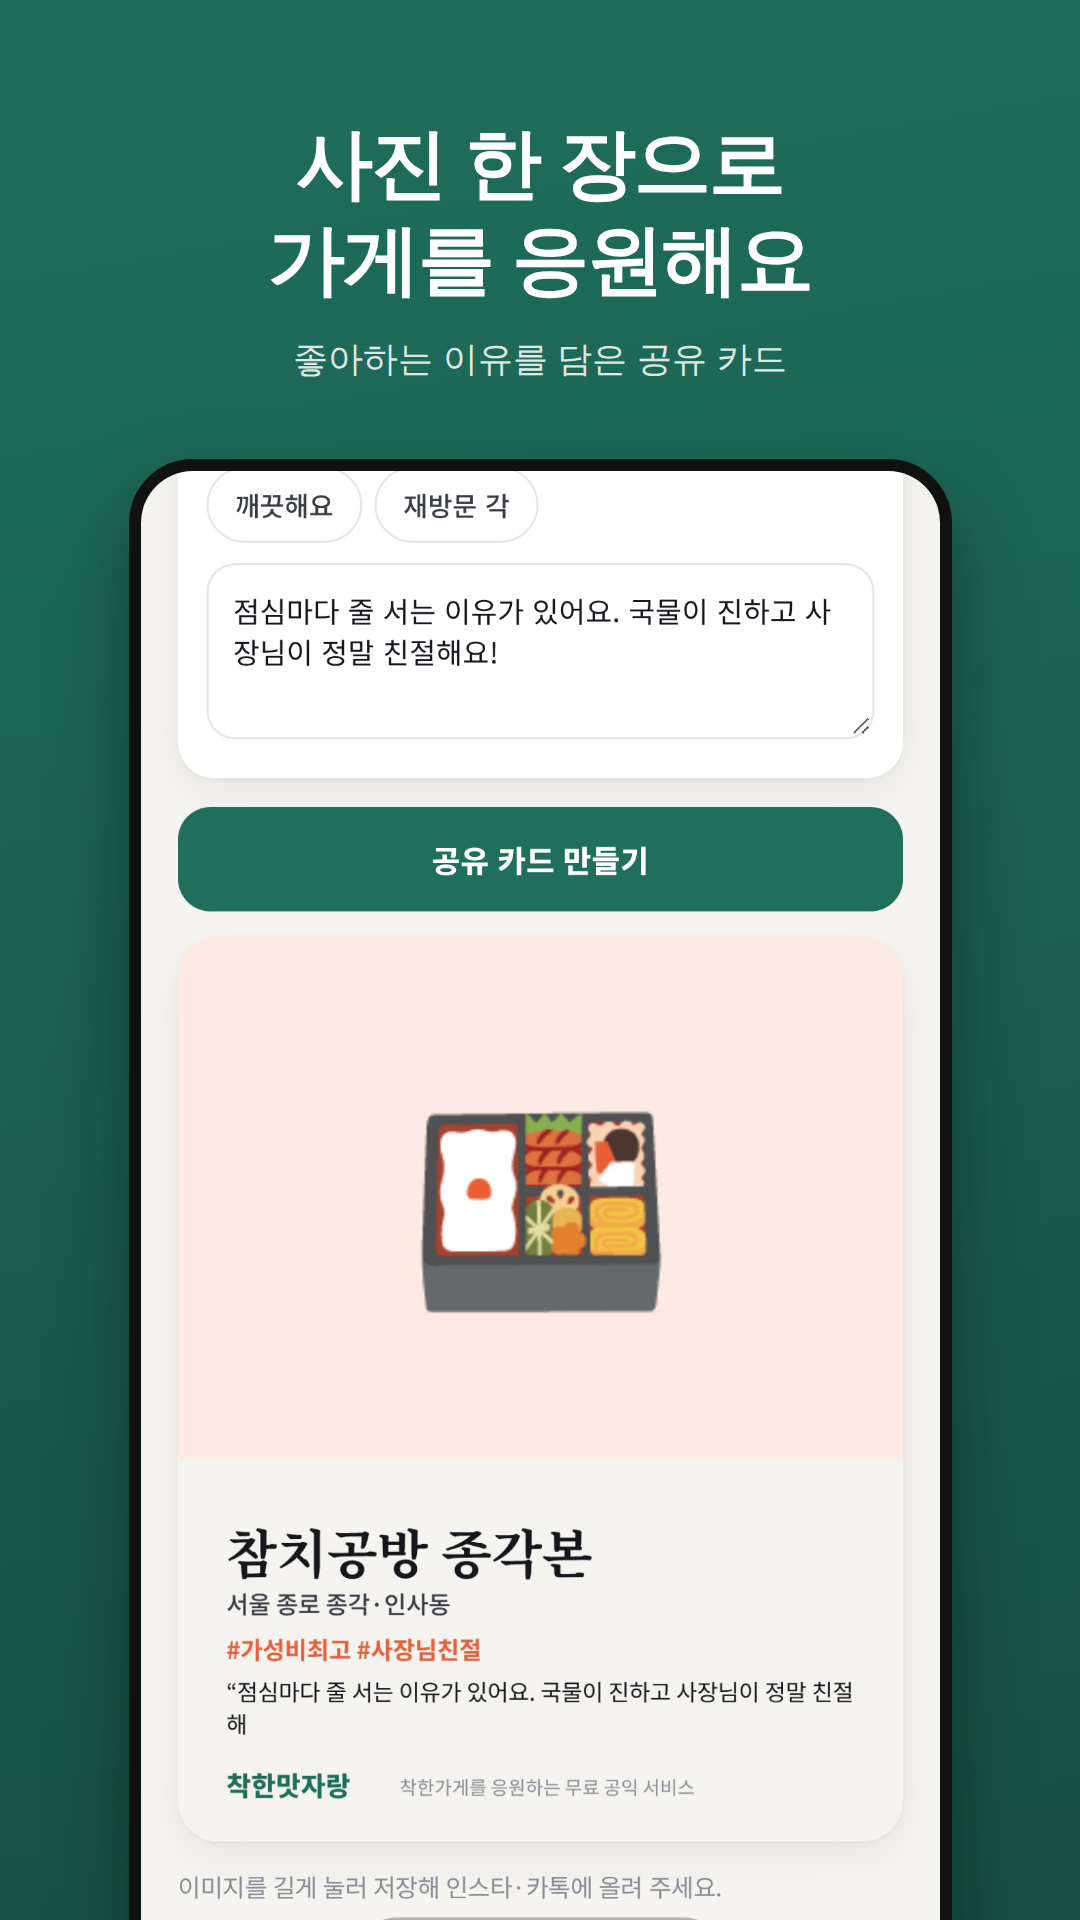 사진 한 장으로
가게를 응원해요
좋아하는 이유를 담은 공유 카드
깨끗해요
재방문 각
점심마다 줄 서는 이유가 있어요. 국물이 진하고 사
장님이 정말 친절해요!
공유 카드 만들기
참치공방 종각본
서울 종로 종각·인사동
#가성비최고 #사장님친절
“점심마다 줄 서는 이유가 있어요. 국물이 진하고 사장님이 정말 친절
해
착한맛자랑
착한가게를 응원하는 무료 공익 서비스
이미지를 길게 눌러 저장해 인스타·카톡에 올려 주세요.